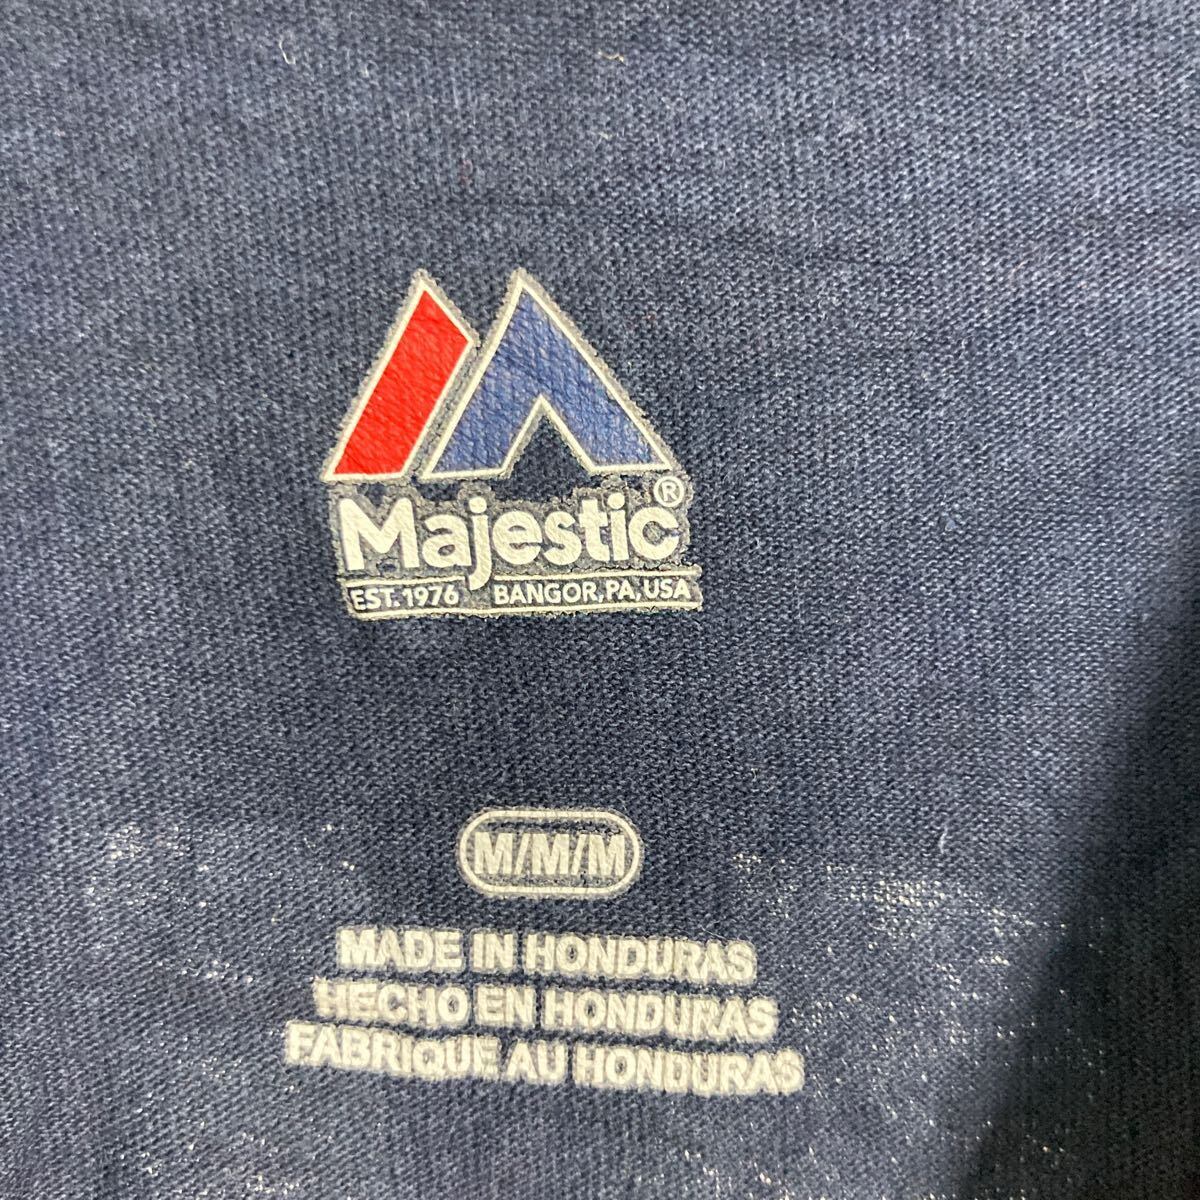 Majestic®
EST. 1976 BANGOR, PA, USA
M/M/M
MADE IN HONDURAS
HECHO EN HONDURAS
FABRIQUE AU HONDURAS